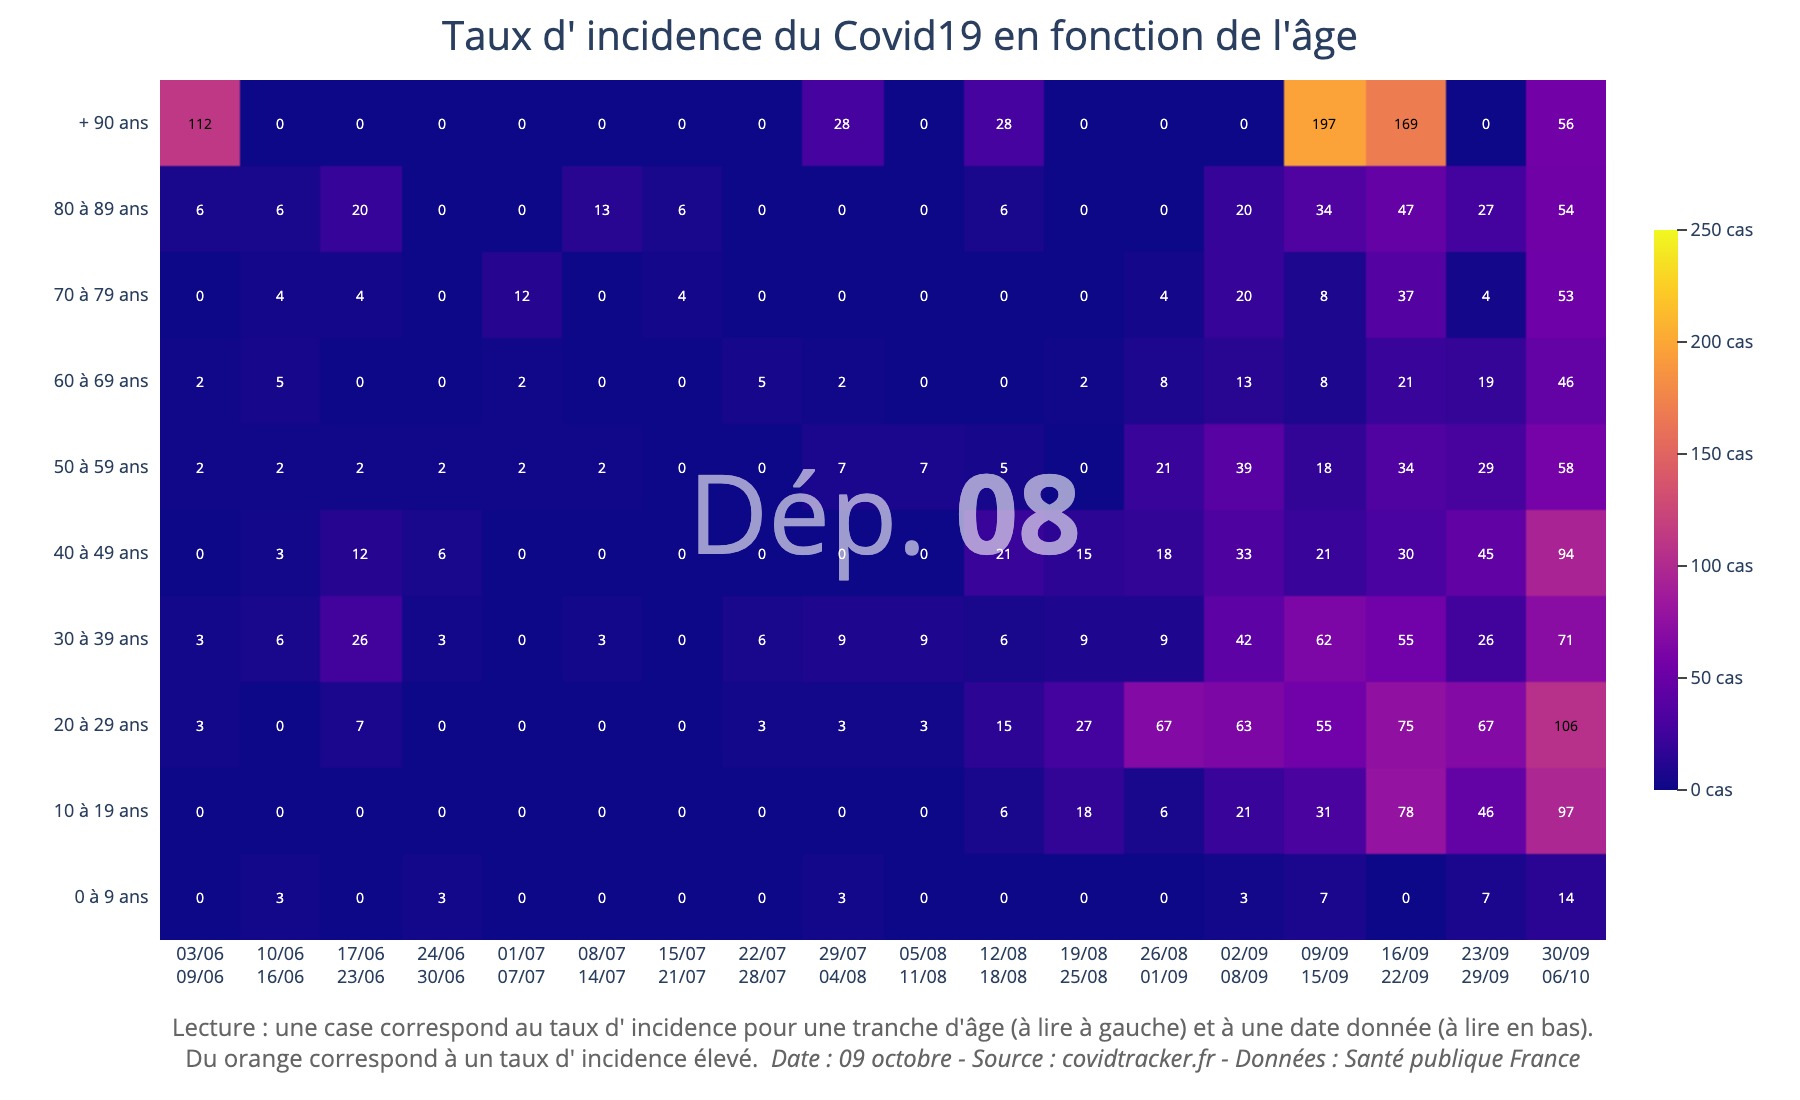 Taux d' incidence du Covid19 en fonction de l'âge
+ 90 ans 112 0 0 0 0 0 0 0 28 0 28 0 0 0 197 169 0 56
80 à 89 ans 6 6 20 0 0 13 6 0 0 0 6 0 0 20 34 47 27 54
250 cas
70 à 79 ans 0 4 4 0 12 0 4 0 0 0 0 0 4 20 8 37 4 53
200 cas
60 à 69 ans 2 5 0 0 2 0 0 5 2 0 0 2 8 13 8 21 19 46
150 cas
50 à 59 ans 2 2 2 2 2 2 0 0 7 7 5 0 21 39 18 34 29 58
Dép. 08
40 à 49 ans 0 3 12 6 0 0 0 0 0 0 21 15 18 33 21 30 45 94
100 cas
30 à 39 ans 3 6 26 3 0 3 0 6 9 9 6 9 9 42 62 55 26 71
50 cas
20 à 29 ans 3 0 7 0 0 0 0 3 3 3 15 27 67 63 55 75 67 106
0 cas
10 à 19 ans 0 0 0 0 0 0 0 0 0 0 6 18 6 21 31 78 46 97
0 à 9 ans 0 3 0 3 0 0 0 0 3 0 0 0 0 3 7 0 7 14
03/06 10/06 17/06 24/06 01/07 08/07 15/07 22/07 29/07 05/08 12/08 19/08 26/08 02/09 09/09 16/09 23/09 30/09
09/06 16/06 23/06 30/06 07/07 14/07 21/07 28/07 04/08 11/08 18/08 25/08 01/09 08/09 15/09 22/09 29/09 06/10
Lecture : une case correspond au taux d' incidence pour une tranche d'âge (à lire à gauche) et à une date donnée (à lire en bas).
Du orange correspond à un taux d' incidence élevé. Date : 09 octobre - Source : covidtracker.fr - Données : Santé publique France